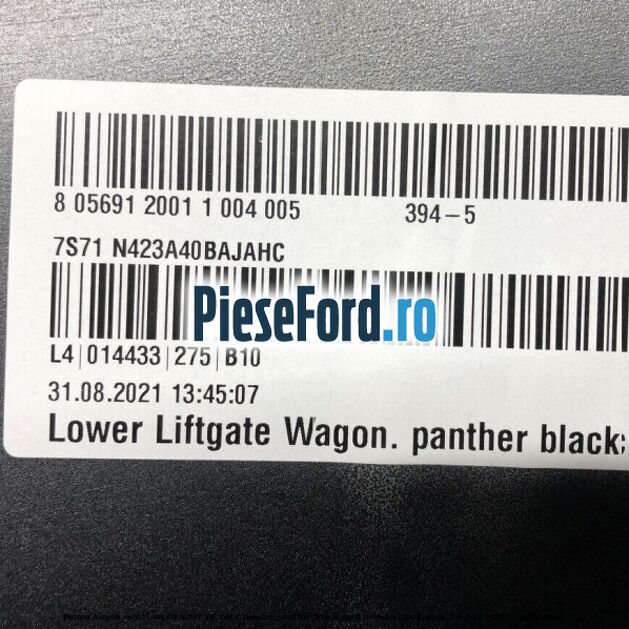 8 05691 2001 1 004 005 394-5
7S71 N423A40BAJAHC
PieseFord.ro
L4|014433|275|B10
31.08.2021 13:45:07
Lower Liftgate Wagon. panther black;